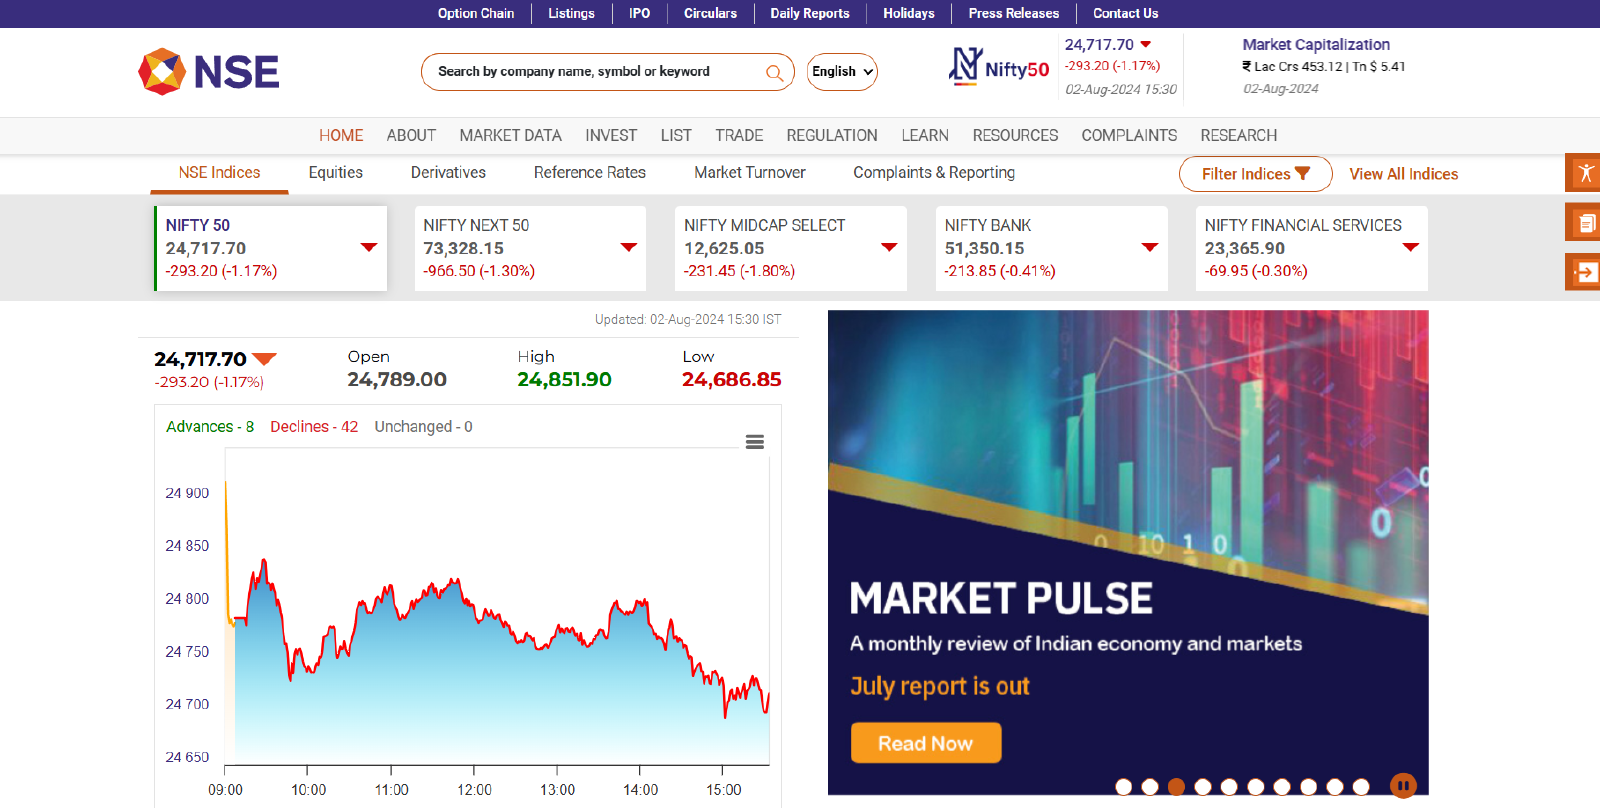 Option Chain Listings IPO Circulars Daily Reports Holidays Press Releases Contact Us
NSE
Search by company name, symbol or keyword
English
Nifty50
24,717.70
-293.20 (-1.17%)
02-Aug-2024 15:30
Market Capitalization
₹ Lac Crs 453.12 | Tn $ 5.41
02-Aug-2024
HOME ABOUT MARKET DATA INVEST LIST TRADE REGULATION LEARN RESOURCES COMPLAINTS RESEARCH
NSE Indices Equities Derivatives Reference Rates Market Turnover Complaints & Reporting
Filter Indices View All Indices
NIFTY 50
24,717.70
-293.20 (-1.17%)
NIFTY NEXT 50
73,328.15
-966.50 (-1.30%)
NIFTY MIDCAP SELECT
12,625.05
-231.45 (-1.80%)
NIFTY BANK
51,350.15
-213.85 (-0.41%)
NIFTY FINANCIAL SERVICES
23,365.90
-69.95 (-0.30%)
Updated: 02-Aug-2024 15:30 IST
24,717.70
-293.20 (-1.17%)
Open
24,789.00
High
24,851.90
Low
24,686.85
Advances - 8 Declines - 42 Unchanged - 0
24 900
24 850
24 800
24 750
24 700
24 650
09:00 10:00 11:00 12:00 13:00 14:00 15:00
0
0
0 10 1 0
0
MARKET PULSE
A monthly review of Indian economy and markets
July report is out
Read Now